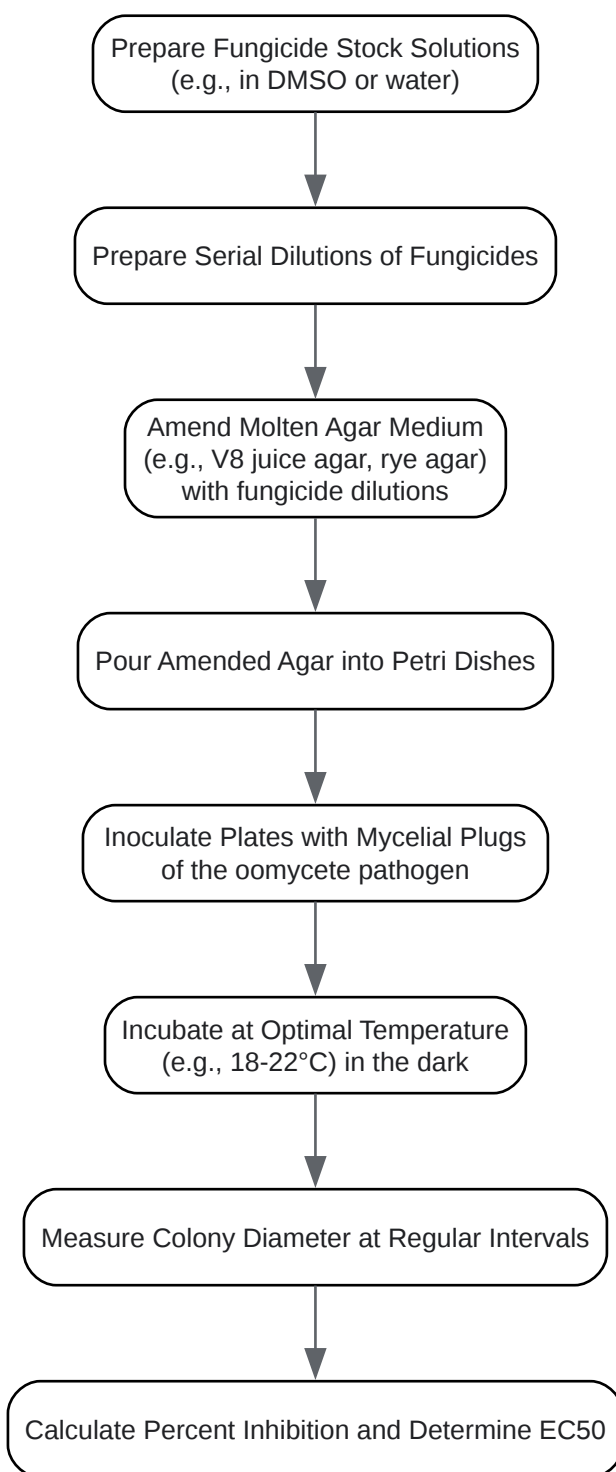 Prepare Fungicide Stock Solutions
(e.g., in DMSO or water)
Prepare Serial Dilutions of Fungicides
Amend Molten Agar Medium
(e.g., V8 juice agar, rye agar)
with fungicide dilutions
Pour Amended Agar into Petri Dishes
Inoculate Plates with Mycelial Plugs
of the oomycete pathogen
Incubate at Optimal Temperature
(e.g., 18-22°C) in the dark
Measure Colony Diameter at Regular Intervals
Calculate Percent Inhibition and Determine EC50